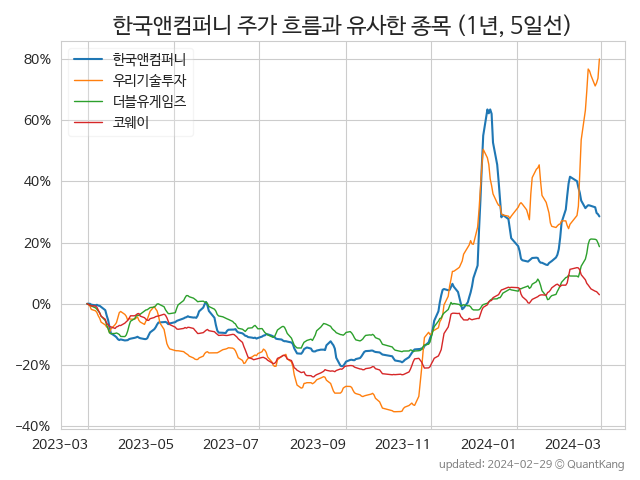 한국앤컴퍼니 주가 흐름과 유사한 종목 (1년, 5일선)
한국앤컴퍼니
우리기술투자
더블유게임즈
코웨이
80%
60%
40%
20%
0%
−20%
−40%
2023-03 2023-05 2023-07 2023-09 2023-11 2024-01 2024-03
updated: 2024-02-29 © QuantKang